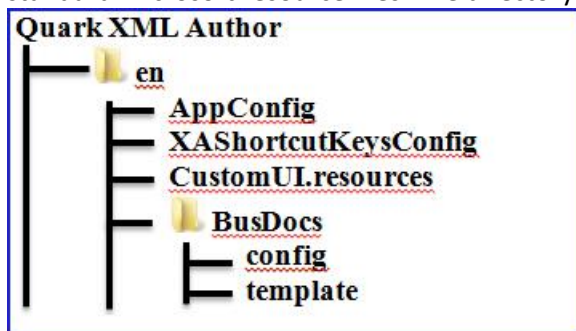 Quark XML Author
en
AppConfig
XAShortcutKeysConfig
CustomUI.resources
BusDocs
config
template